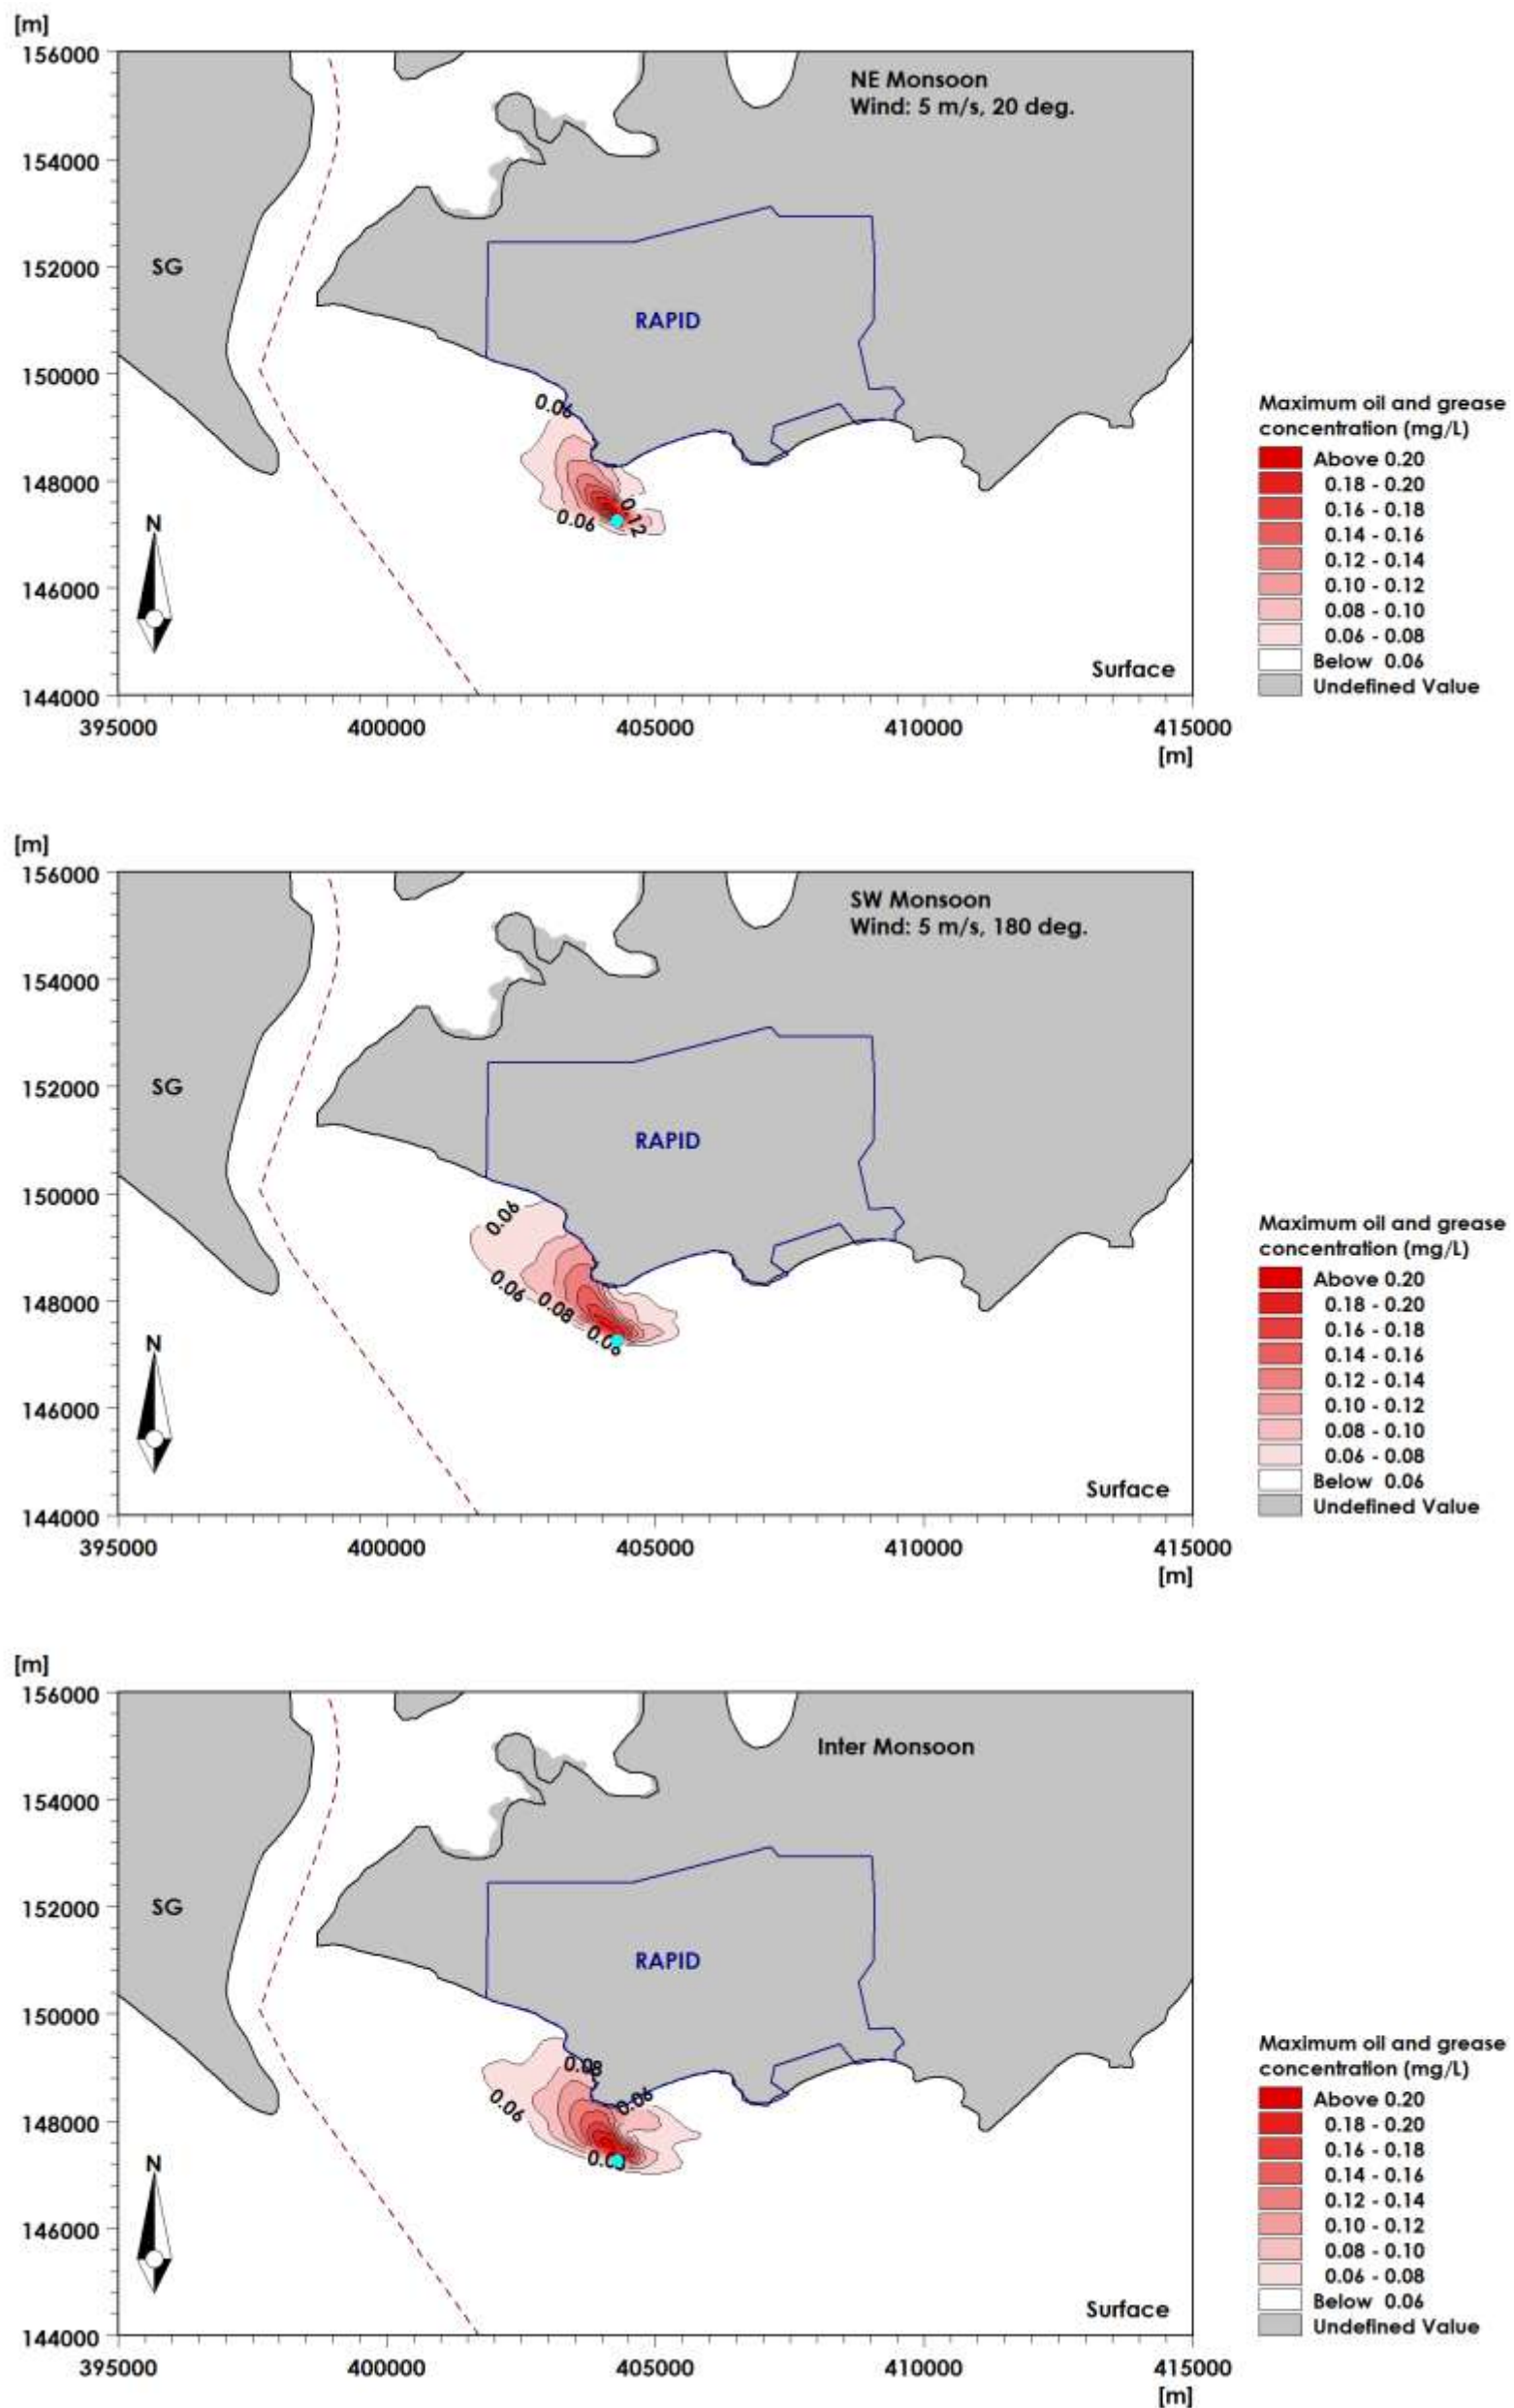 [m]
156000
NE Monsoon
Wind: 5 m/s, 20 deg.
154000
152000
SG
RAPID
150000
0.06
148000
0.12
0.06
N
146000
Surface
144000
395000 400000 405000 410000 415000
[m]
Maximum oil and grease
concentration (mg/L)
Above 0.20
0.18 - 0.20
0.16 - 0.18
0.14 - 0.16
0.12 - 0.14
0.10 - 0.12
0.08 - 0.10
0.06 - 0.08
Below 0.06
Undefined Value
[m]
156000
SW Monsoon
Wind: 5 m/s, 180 deg.
154000
152000
SG
RAPID
150000
0.06
0.06
148000
0.08
0.06
N
146000
Surface
144000
395000 400000 405000 410000 415000
[m]
Maximum oil and grease
concentration (mg/L)
Above 0.20
0.18 - 0.20
0.16 - 0.18
0.14 - 0.16
0.12 - 0.14
0.10 - 0.12
0.08 - 0.10
0.06 - 0.08
Below 0.06
Undefined Value
[m]
156000
Inter Monsoon
154000
152000
SG
RAPID
150000
0.08
0.06
0.06
148000
N
146000
Surface
144000
395000 400000 405000 410000 415000
[m]
Maximum oil and grease
concentration (mg/L)
Above 0.20
0.18 - 0.20
0.16 - 0.18
0.14 - 0.16
0.12 - 0.14
0.10 - 0.12
0.08 - 0.10
0.06 - 0.08
Below 0.06
Undefined Value